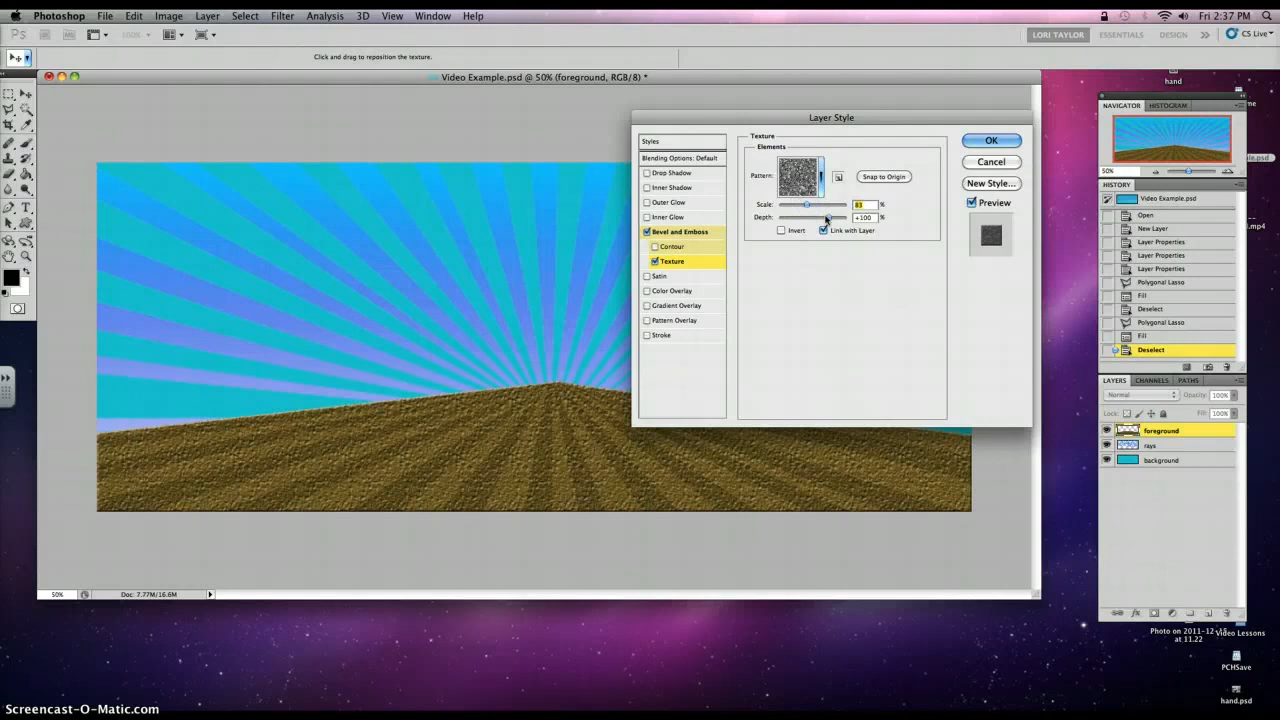 Photoshop File Edit Image Layer Select Filter Analysis 3D View Window Help
Fri 2:37 PM
Ps 100% LORI TAYLOR ESSENTIALS DESIGN CS Live
Click and drag to reposition the texture.
Video Example.psd @ 50% (foreground, RGB/8) *
hand
Layer Style
Styles
Blending Options: Default
Drop Shadow
Inner Shadow
Outer Glow
Inner Glow
Bevel and Emboss
Contour
Texture
Satin
Color Overlay
Gradient Overlay
Pattern Overlay
Stroke
Texture
Elements
Pattern:
Snap to Origin
Scale: 83 %
Depth: +100 %
Invert Link with Layer
OK
Cancel
New Style...
Preview
NAVIGATOR HISTOGRAM
50%
HISTORY
Video Example.psd
Open
New Layer
Layer Properties
Layer Properties
Layer Properties
Polygonal Lasso
Fill
Deselect
Polygonal Lasso
Fill
Deselect
LAYERS CHANNELS PATHS
Normal Opacity: 100%
Lock: Fill: 100%
foreground
rays
background
50% Doc: 7.77M/16.6M
Photo on 2011-12-
at 11.22
Video Lessons
PCHSave
hand.psd
Screencast-O-Matic.com